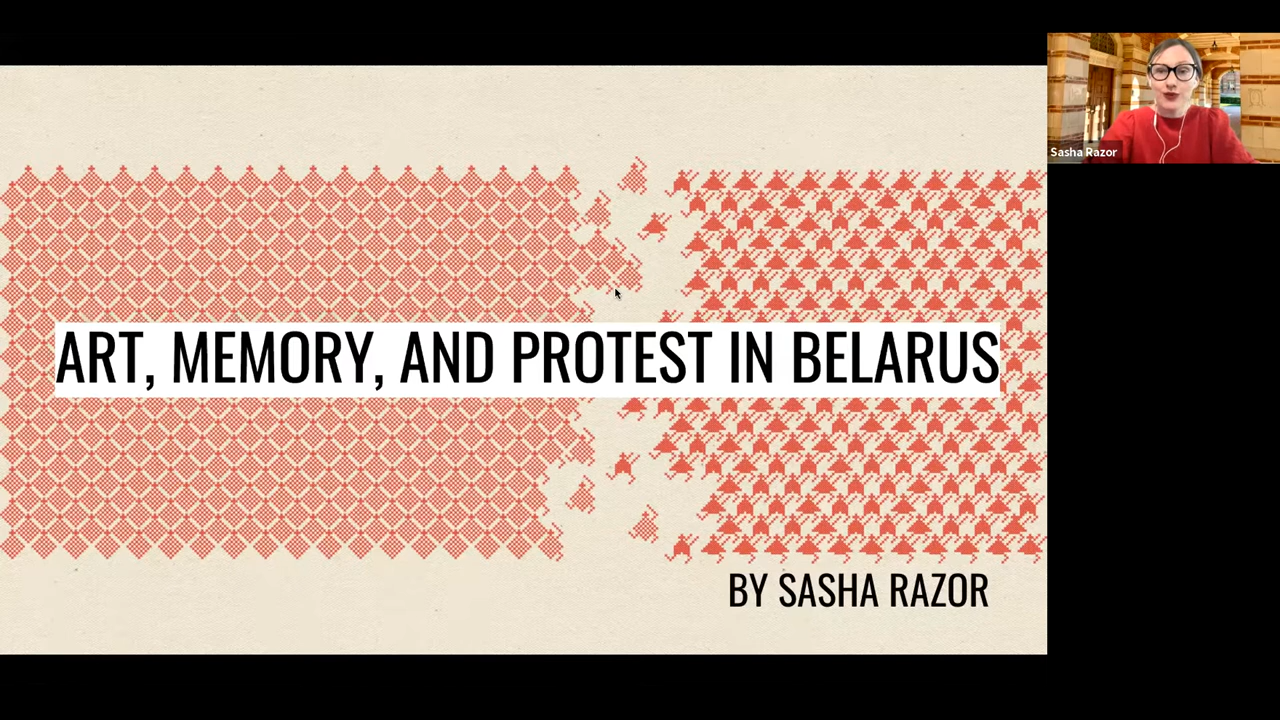 Sasha Razor
ART, MEMORY, AND PROTEST IN BELARUS
BY SASHA RAZOR